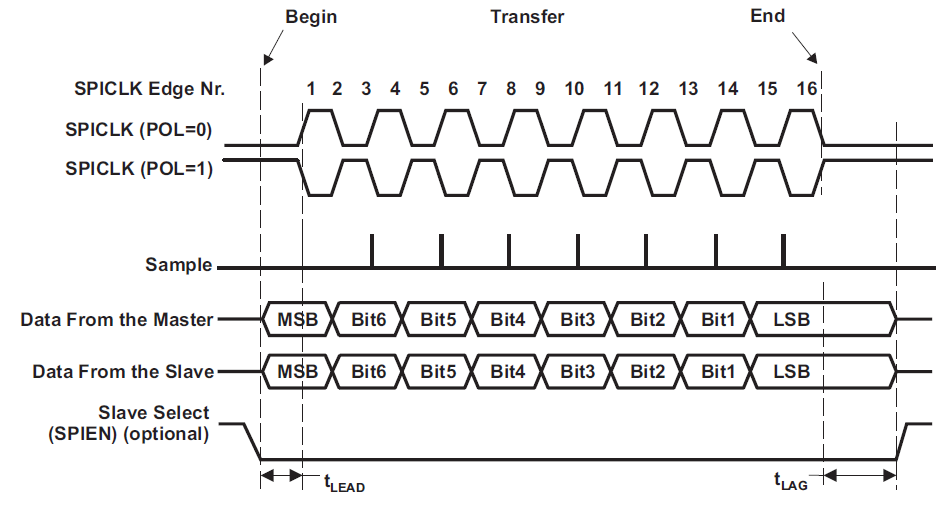 Begin Transfer End
SPICLK Edge Nr. 1 2 3 4 5 6 7 8 9 10 11 12 13 14 15 16
SPICLK (POL=0)
SPICLK (POL=1)
Sample
Data From the Master MSB Bit6 Bit5 Bit4 Bit3 Bit2 Bit1 LSB
Data From the Slave MSB Bit6 Bit5 Bit4 Bit3 Bit2 Bit1 LSB
Slave Select
(SPIEN) (optional)
tLEAD tLAG